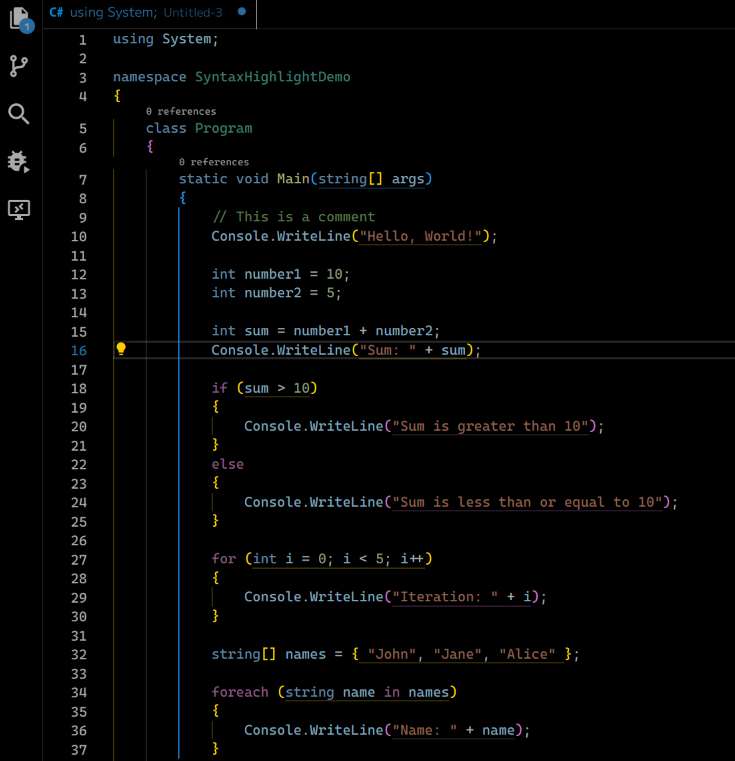 1
C# using System; Untitled-3
1 using System;
2
3 namespace SyntaxHighlightDemo
4 {
0 references
5 class Program
6 {
0 references
7 static void Main(string[] args)
8 {
9 // This is a comment
10 Console.WriteLine("Hello, World!");
11
12 int number1 = 10;
13 int number2 = 5;
14
15 int sum = number1 + number2;
16 Console.WriteLine("Sum: " + sum);
17
18 if (sum > 10)
19 {
20 Console.WriteLine("Sum is greater than 10");
21 }
22 else
23 {
24 Console.WriteLine("Sum is less than or equal to 10");
25 }
26
27 for (int i = 0; i < 5; i++)
28 {
29 Console.WriteLine("Iteration: " + i);
30 }
31
32 string[] names = { "John", "Jane", "Alice" };
33
34 foreach (string name in names)
35 {
36 Console.WriteLine("Name: " + name);
37 }